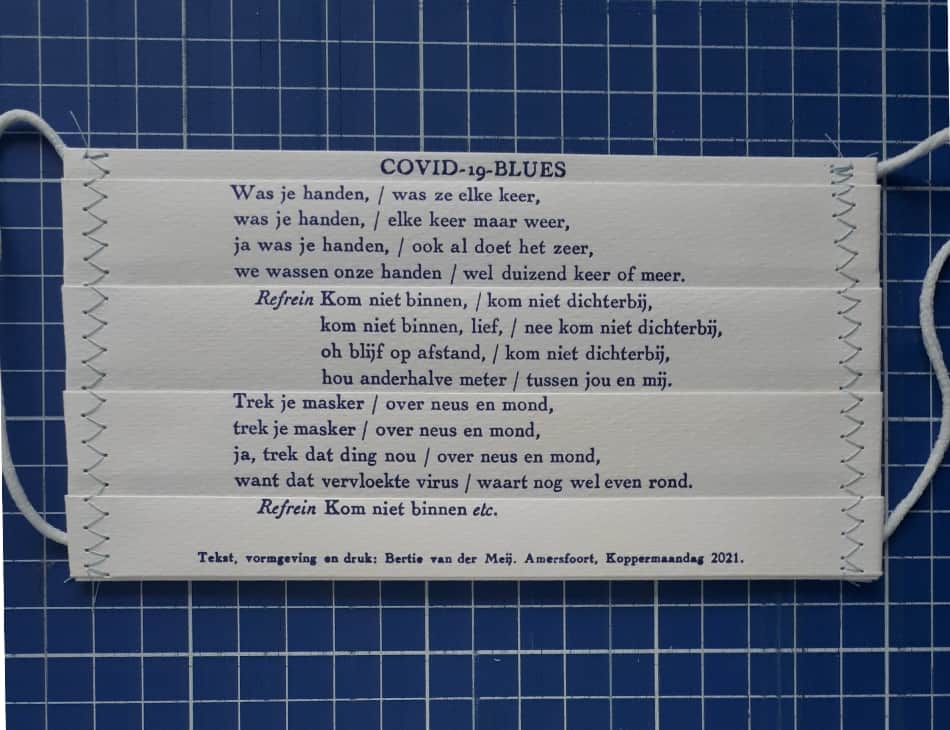 COVID-19-BLUES
Was je handen, / was ze elke keer,
was je handen, / elke keer maar weer,
ja was je handen, / ook al doet het zeer,
we wassen onze handen / wel duizend keer of meer.
Refrein Kom niet binnen, / kom niet dichterbij,
kom niet binnen, lief, / nee kom niet dichterbij,
oh blijf op afstand, / kom niet dichterbij,
hou anderhalve meter / tussen jou en mij.
Trek je masker / over neus en mond,
trek je masker / over neus en mond,
ja, trek dat ding nou / over neus en mond,
want dat vervloekte virus / waart nog wel even rond.
Refrein Kom niet binnen etc.
Tekst, vormgeving en druk: Bertie van der Meij. Amersfoort, Koppermaandag 2021.